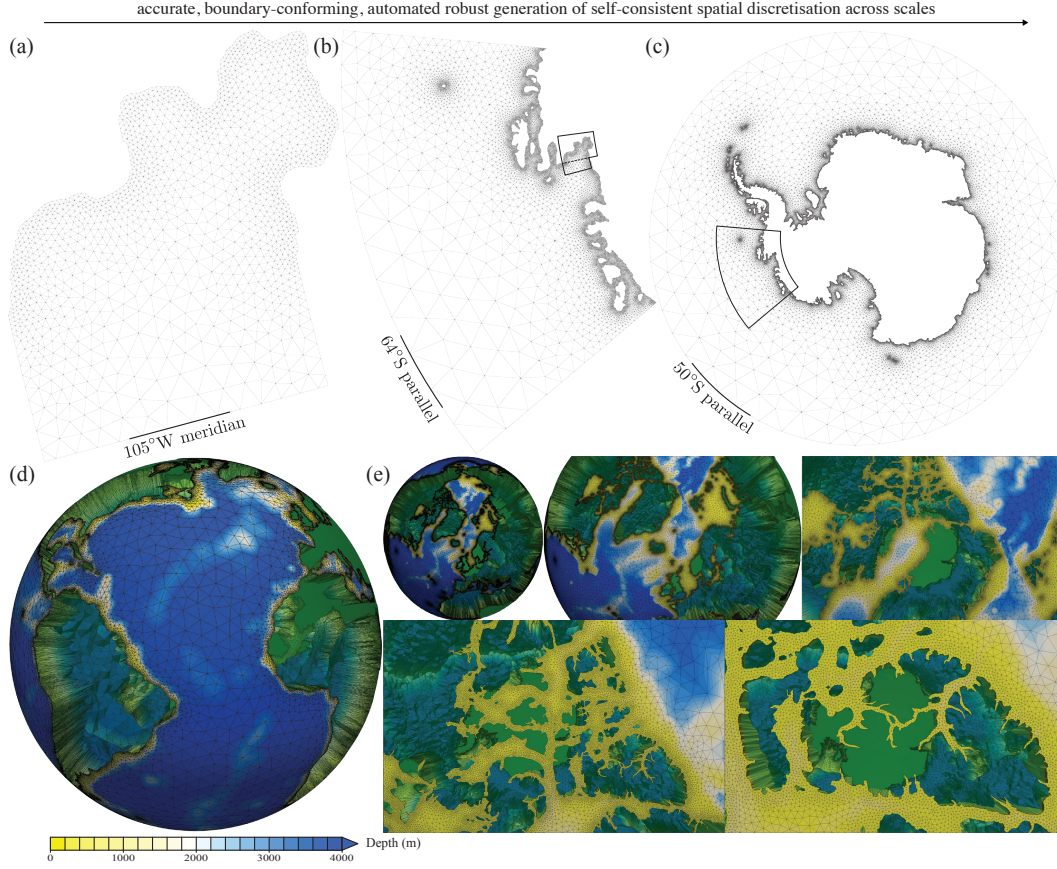 accurate, boundary-conforming, automated robust generation of self-consistent spatial discretisation across scales
(a)
(b)
(c)
105°W meridian
64°S parallel
50°S parallel
(d)
(e)
0 1000 2000 3000 4000 Depth (m)